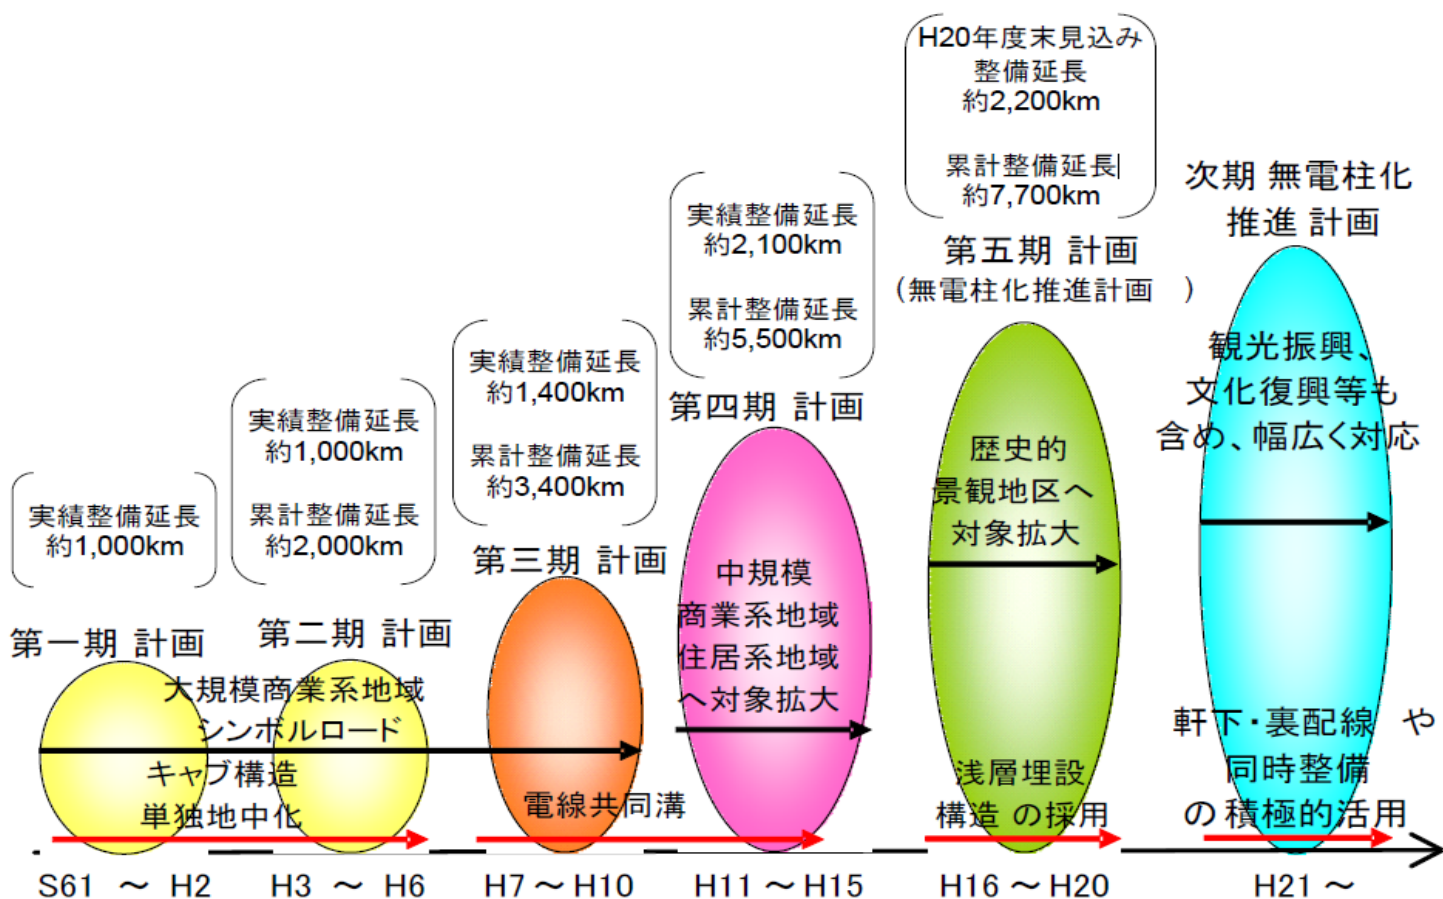 実績整備延長
約1,000km
第一期 計画
S61 ～ H2
実績整備延長
約1,000km
累計整備延長
約2,000km
第二期 計画
H3 ～ H6
大規模商業系地域
シンボルロード
キャブ構造
単独地中化
実績整備延長
約1,400km
累計整備延長
約3,400km
第三期 計画
電線共同溝
H7～H10
実績整備延長
約2,100km
累計整備延長
約5,500km
第四期 計画
中規模
商業系地域
住居系地域
へ対象拡大
H11～H15
H20年度末見込み
整備延長
約2,200km
累計整備延長
約7,700km
第五期 計画
(無電柱化推進計画 )
歴史的
景観地区へ
対象拡大
浅層埋設
構造 の採用
H16～H20
次期 無電柱化
推進 計画
観光振興、
文化復興等も
含め、幅広く対応
軒下・裏配線 や
同時整備
の 積極的活用
H21～